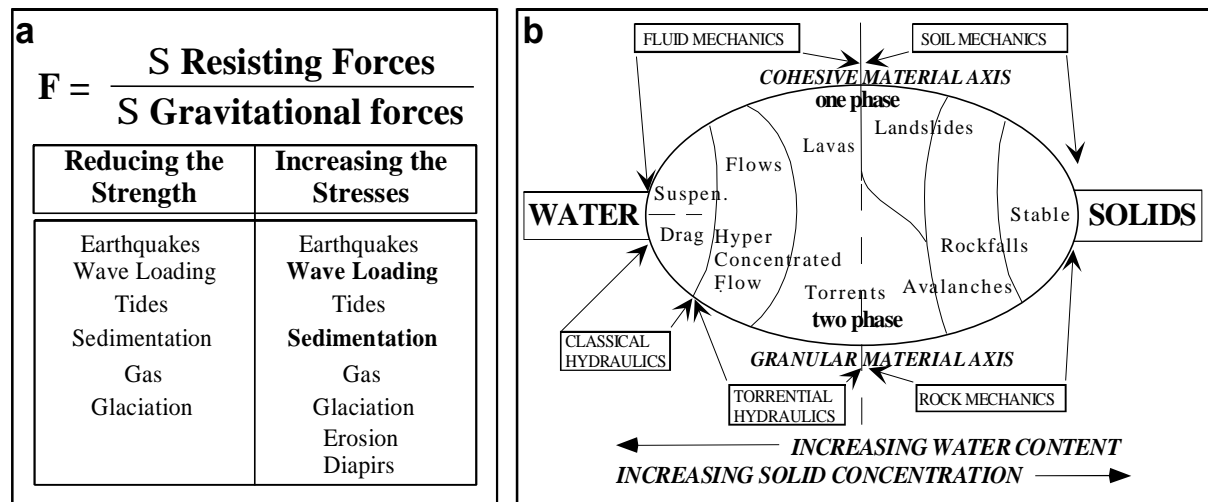 a
F = S Resisting Forces
S Gravitational forces
Reducing the Strength
Increasing the Stresses
Earthquakes
Wave Loading
Tides
Sedimentation
Gas
Glaciation
Earthquakes
Wave Loading
Tides
Sedimentation
Gas
Glaciation
Erosion
Diapirs
b
FLUID MECHANICS
SOIL MECHANICS
COHESIVE MATERIAL AXIS
one phase
Landslides
Lavas
Flows
Suspen.
WATER
Drag
Hyper
Concentrated
Flow
Stable
SOLIDS
Rockfalls
Avalanches
Torrents
two phase
CLASSICAL
HYDRAULICS
GRANULAR MATERIAL AXIS
TORRENTIAL
HYDRAULICS
ROCK MECHANICS
INCREASING WATER CONTENT
INCREASING SOLID CONCENTRATION